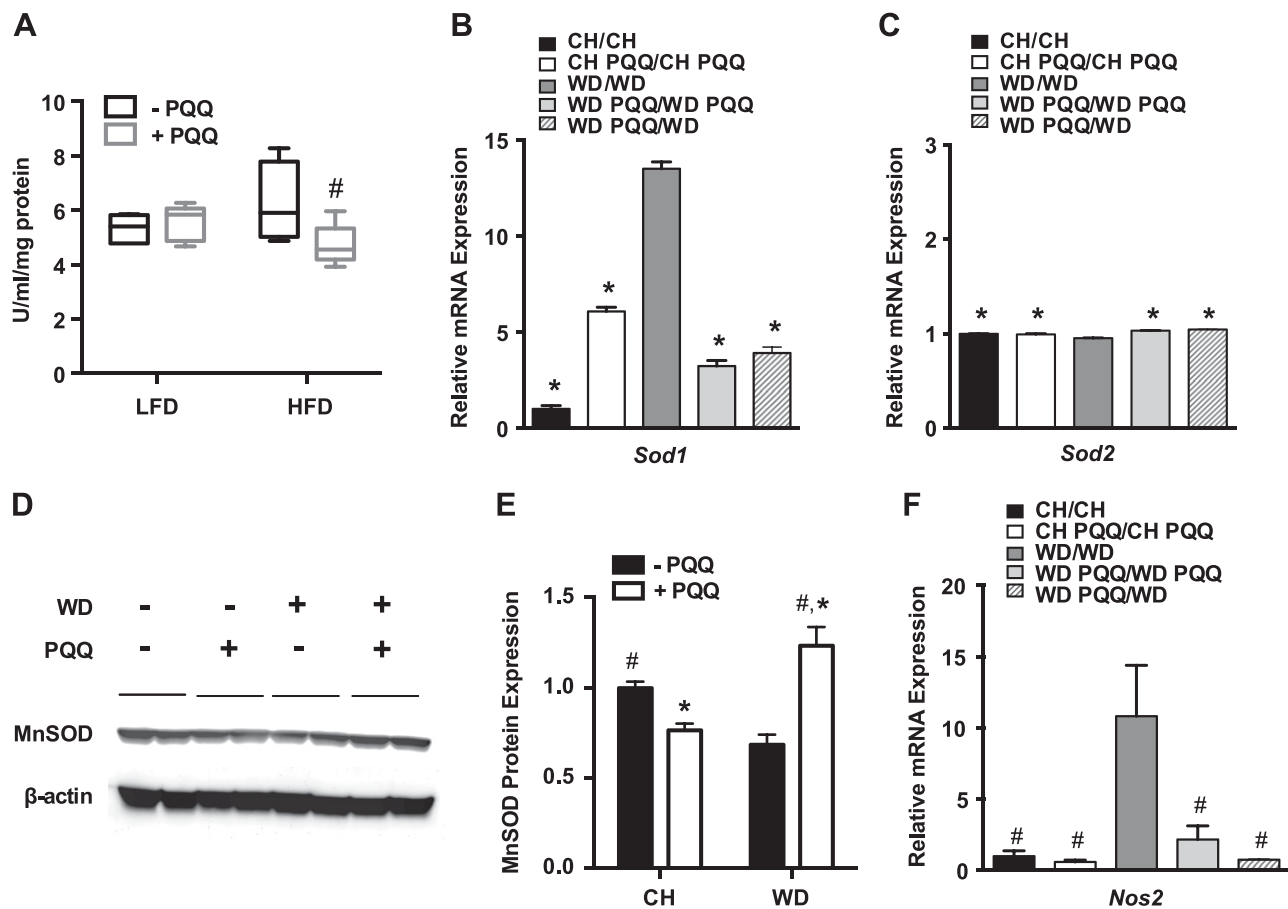 A
- PQQ
+ PQQ
10
8
6
4
2
0
U/ml/mg protein
#
LFD
HFD
B
CH/CH
CH PQQ/CH PQQ
WD/WD
WD PQQ/WD PQQ
WD PQQ/WD
15
10
5
0
Relative mRNA Expression
*
*
*
*
Sod1
C
CH/CH
CH PQQ/CH PQQ
WD/WD
WD PQQ/WD PQQ
WD PQQ/WD
3
2
1
0
Relative mRNA Expression
* * * *
Sod2
D
WD - - + +
PQQ - + - +
MnSOD
β-actin
E
- PQQ
+ PQQ
1.5
1.0
0.5
0.0
MnSOD Protein Expression
#
*
#,*
CH
WD
F
CH/CH
CH PQQ/CH PQQ
WD/WD
WD PQQ/WD PQQ
WD PQQ/WD
20
15
10
5
0
Relative mRNA Expression
#
#
#
#
Nos2